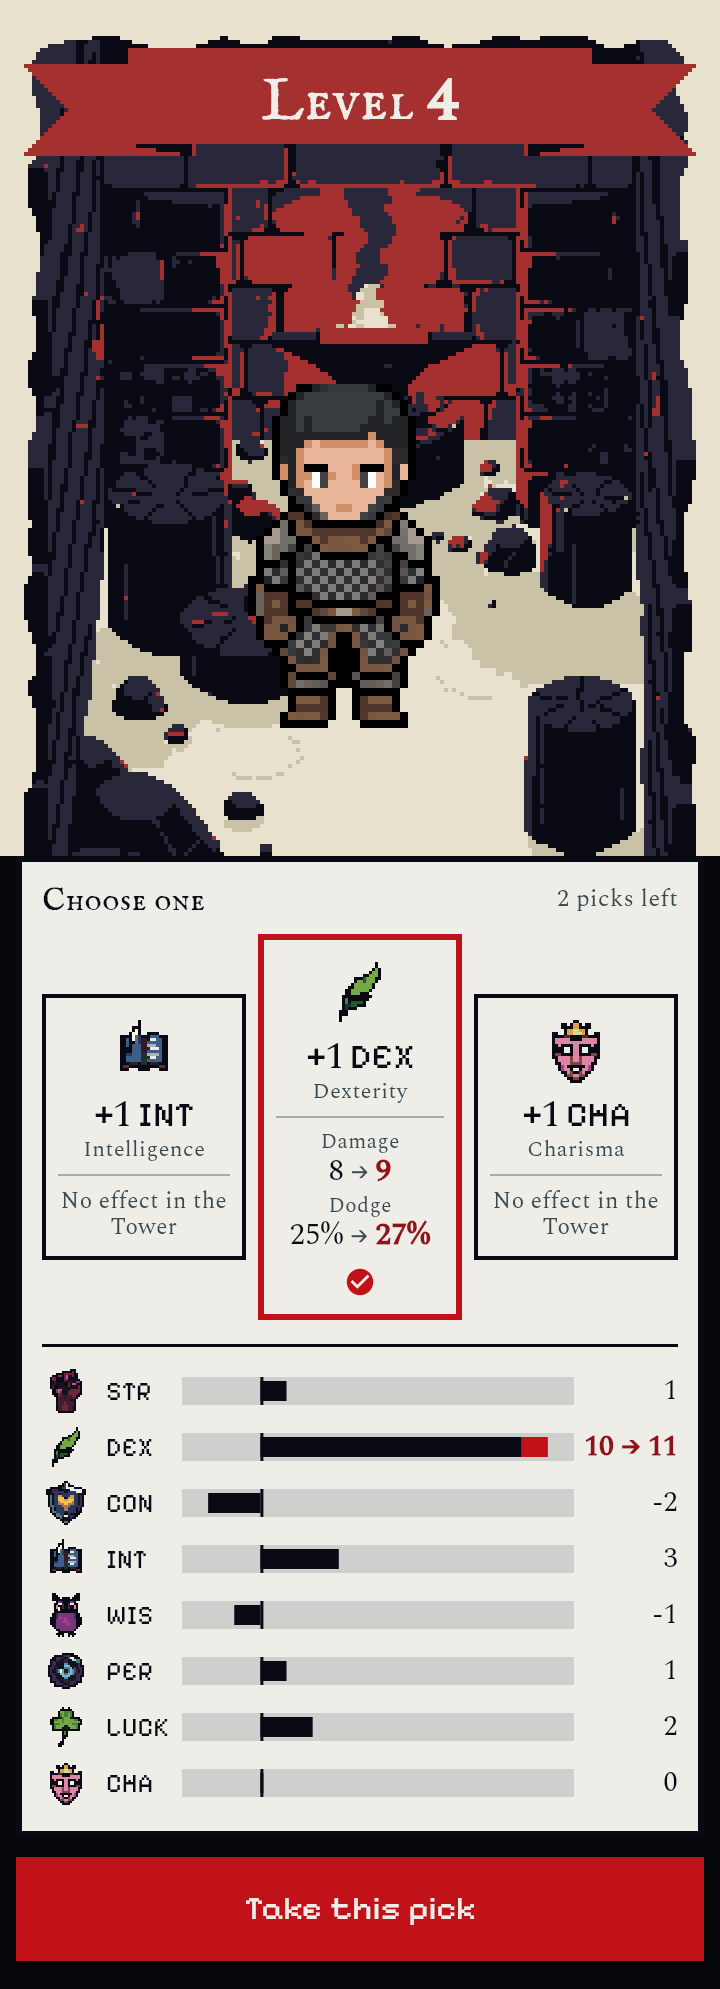 Level 4
Choose one
2 picks left
+1 INT
Intelligence
No effect in the
Tower
+1 DEX
Dexterity
Damage
8 → 9
Dodge
25% → 27%
+1 CHA
Charisma
No effect in the
Tower
STR 1
DEX 10 → 11
CON -2
INT 3
WIS -1
PER 1
LUCK 2
CHA 0
Take this pick